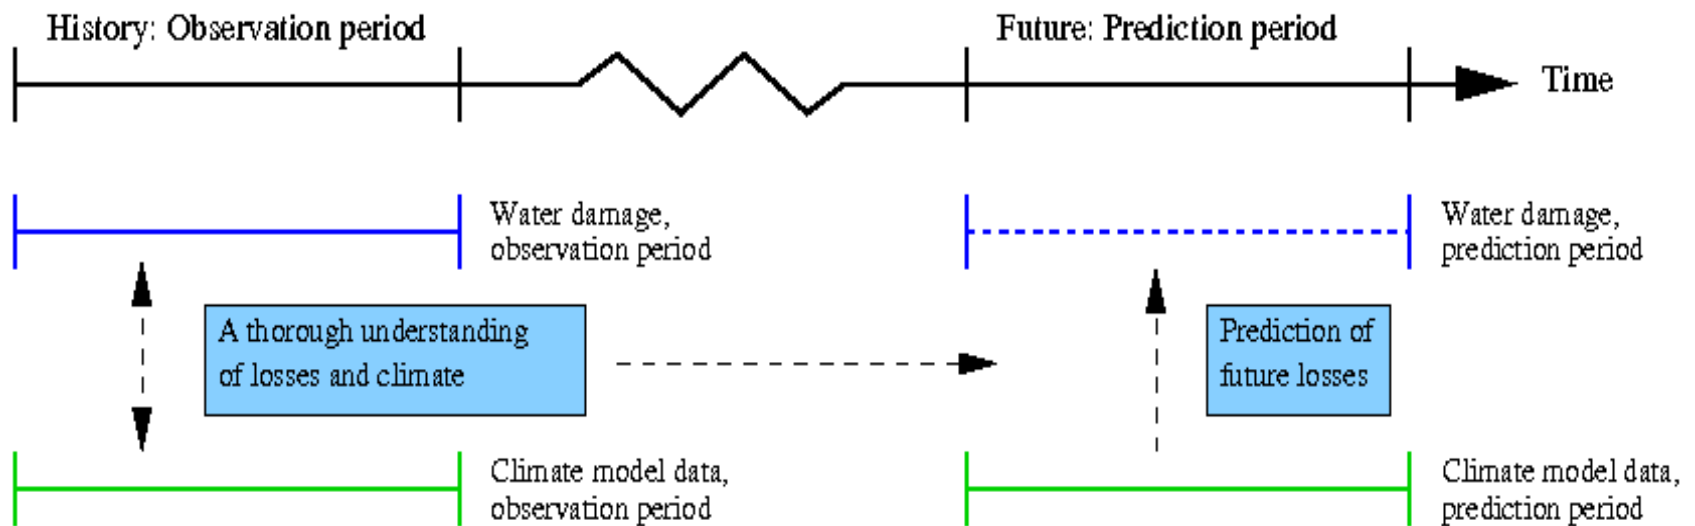 History: Observation period
Future: Prediction period
Time
Water damage,
observation period
Water damage,
prediction period
A thorough understanding
of losses and climate
Prediction of
future losses
Climate model data,
observation period
Climate model data,
prediction period